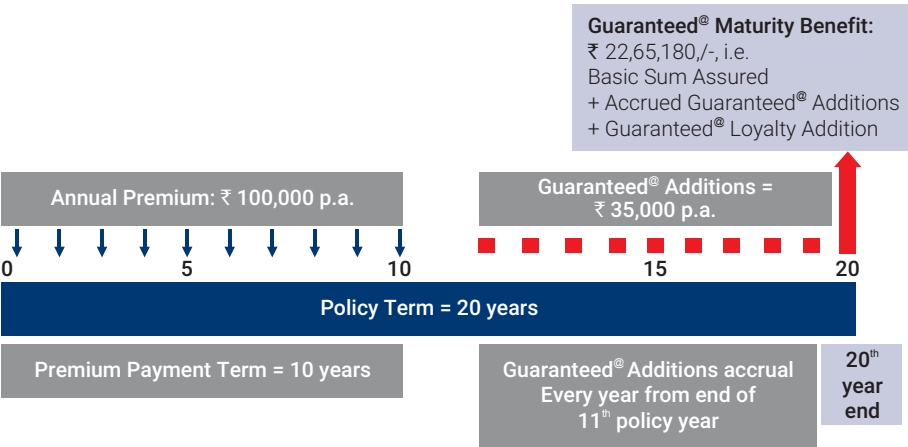 Guaranteed@ Maturity Benefit:
₹ 22,65,180,/-, i.e.
Basic Sum Assured
+ Accrued Guaranteed@ Additions
+ Guaranteed@ Loyalty Addition
Annual Premium: ₹ 100,000 p.a.
Guaranteed@ Additions =
₹ 35,000 p.a.
0 5 10 15 20
Policy Term = 20 years
Premium Payment Term = 10 years
Guaranteed@ Additions accrual
Every year from end of
11th policy year
20th
year
end